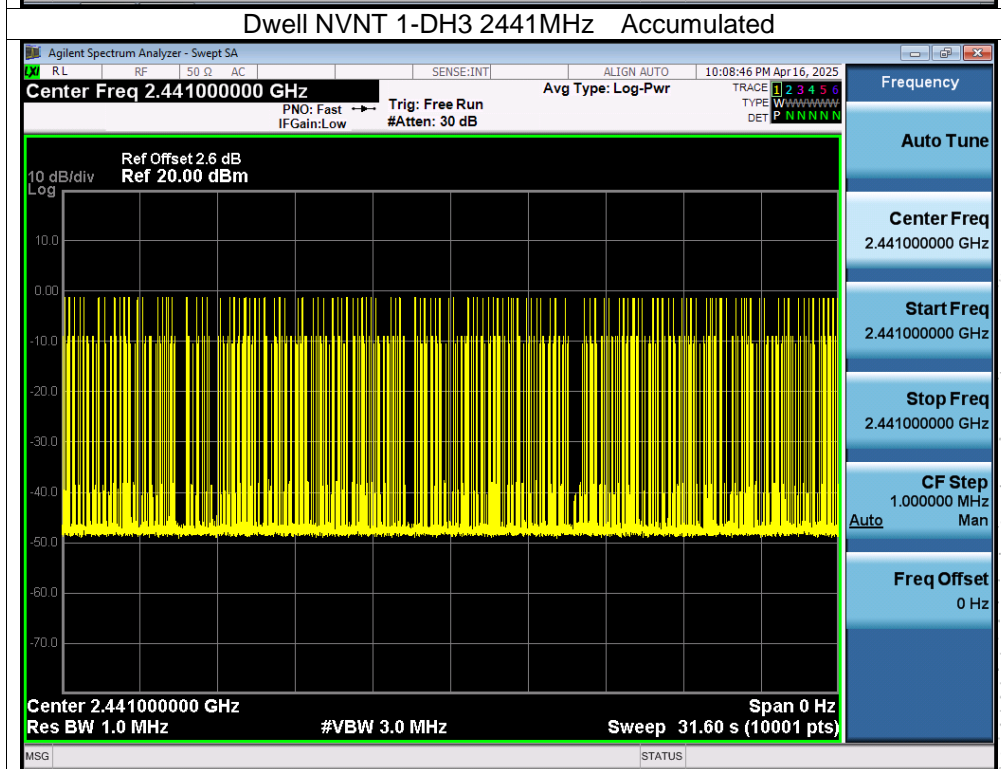 Dwell NVNT 1-DH3 2441MHz Accumulated
Agilent Spectrum Analyzer - Swept SA
LXI RL RF 50 Ω AC SENSE:INT ALIGN AUTO 10:08:46 PM Apr 16, 2025
Center Freq 2.441000000 GHz
PNO: Fast
IFGain:Low
Trig: Free Run
#Atten: 30 dB
Avg Type: Log-Pwr
TRACE 1 2 3 4 5 6
TYPE WWWWWWW
DET P N N N N N
Ref Offset 2.6 dB
10 dB/div Ref 20.00 dBm
Log
10.0
0.00
-10.0
-20.0
-30.0
-40.0
-50.0
-60.0
-70.0
Center 2.441000000 GHz Span 0 Hz
Res BW 1.0 MHz #VBW 3.0 MHz Sweep 31.60 s (10001 pts)
MSG STATUS
Frequency
Auto Tune
Center Freq
2.441000000 GHz
Start Freq
2.441000000 GHz
Stop Freq
2.441000000 GHz
CF Step
1.000000 MHz
Auto Man
Freq Offset
0 Hz